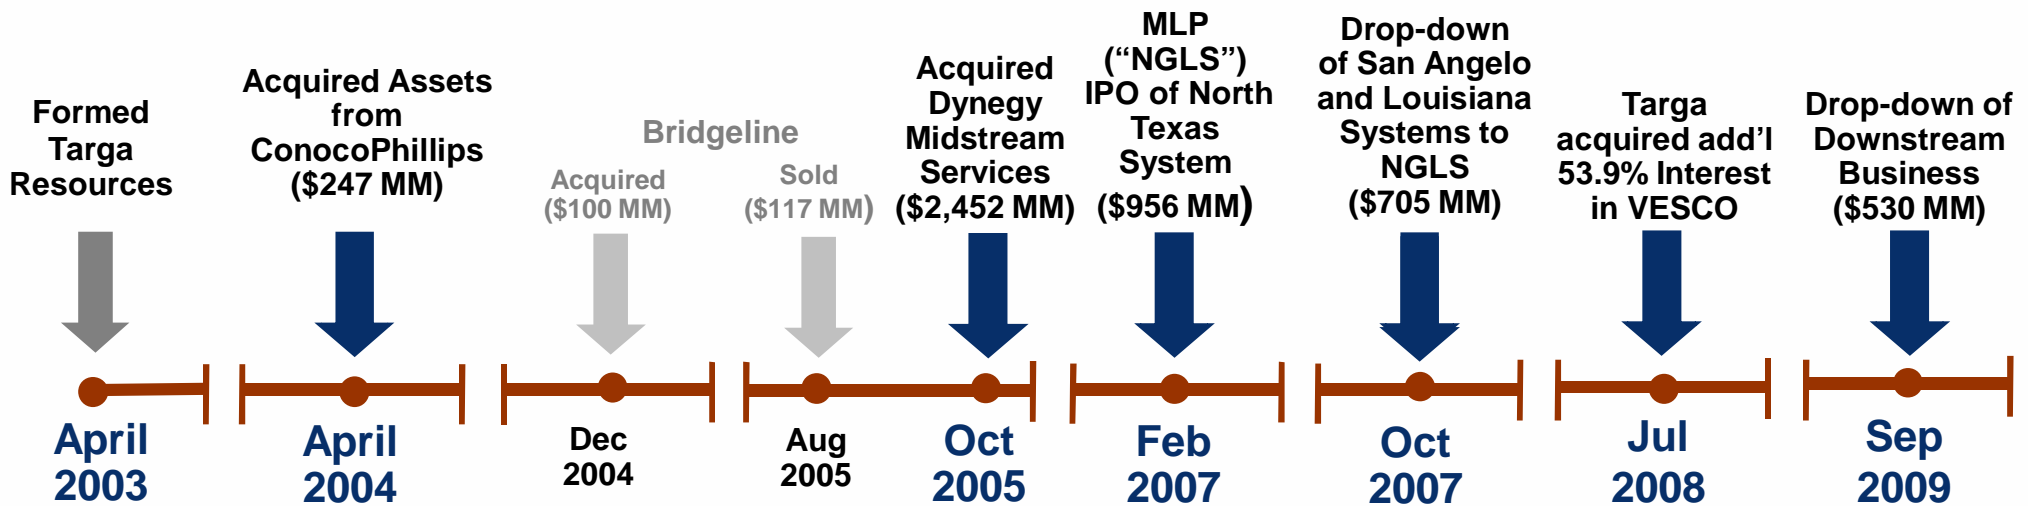 Formed
Targa
Resources
April
2003
Acquired Assets
from
ConocoPhillips
($247 MM)
April
2004
Bridgeline
Acquired
($100 MM)
Dec
2004
Sold
($117 MM)
Aug
2005
Acquired
Dynegy
Midstream
Services
($2,452 MM)
Oct
2005
MLP
(“NGLS”)
IPO of North
Texas
System
($956 MM)
Feb
2007
Drop-down
of San Angelo
and Louisiana
Systems to
NGLS
($705 MM)
Oct
2007
Targa
acquired add’l
53.9% Interest
in VESCO
Jul
2008
Drop-down of
Downstream
Business
($530 MM)
Sep
2009